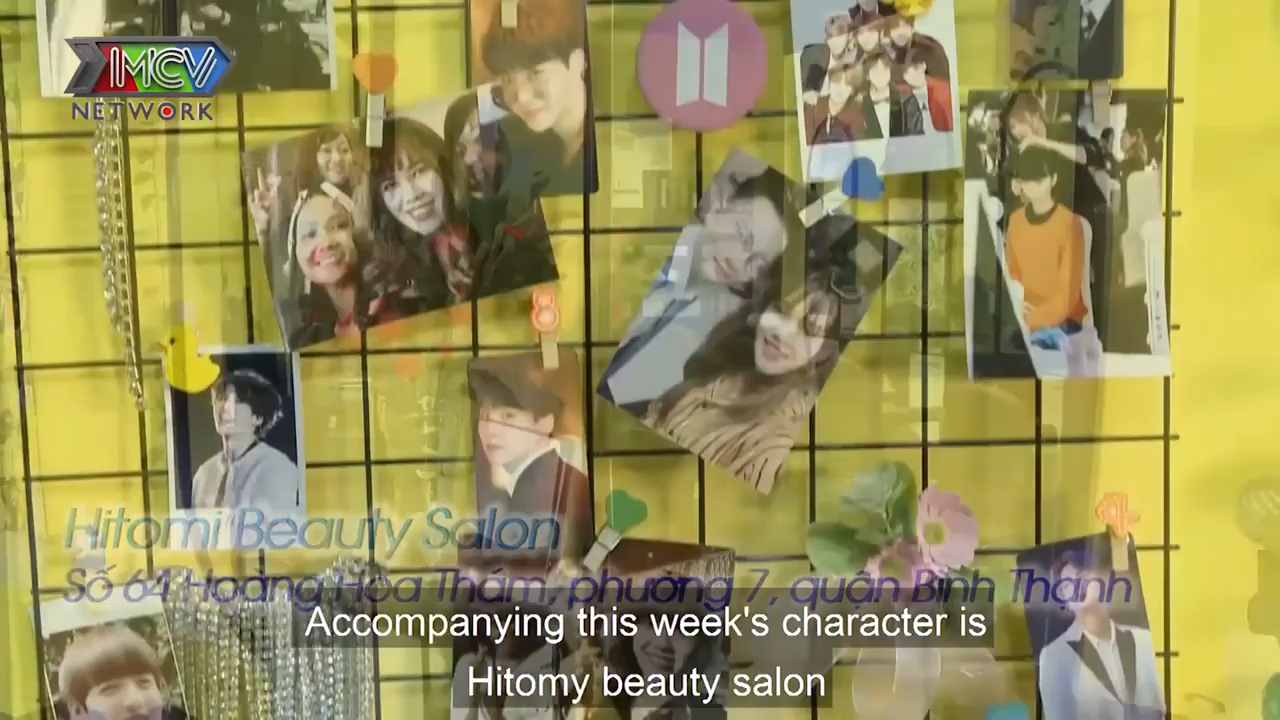 MCV
NETWORK
Hitomi Beauty Salon
Số 64 Hoàng Hoa Thám, phường 7, quận Bình Thạnh
Accompanying this week's character is
Hitomy beauty salon